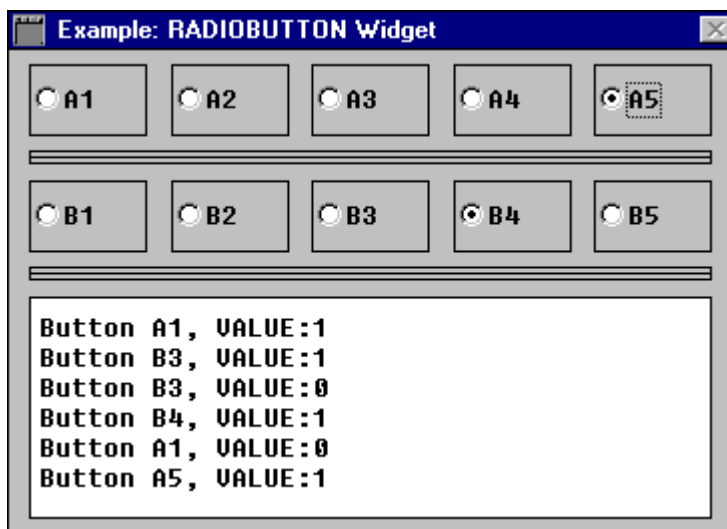 Example: RADIOBUTTON Widget
A1 A2 A3 A4 A5
B1 B2 B3 B4 B5
Button A1, VALUE:1
Button B3, VALUE:1
Button B3, VALUE:0
Button B4, VALUE:1
Button A1, VALUE:0
Button A5, VALUE:1